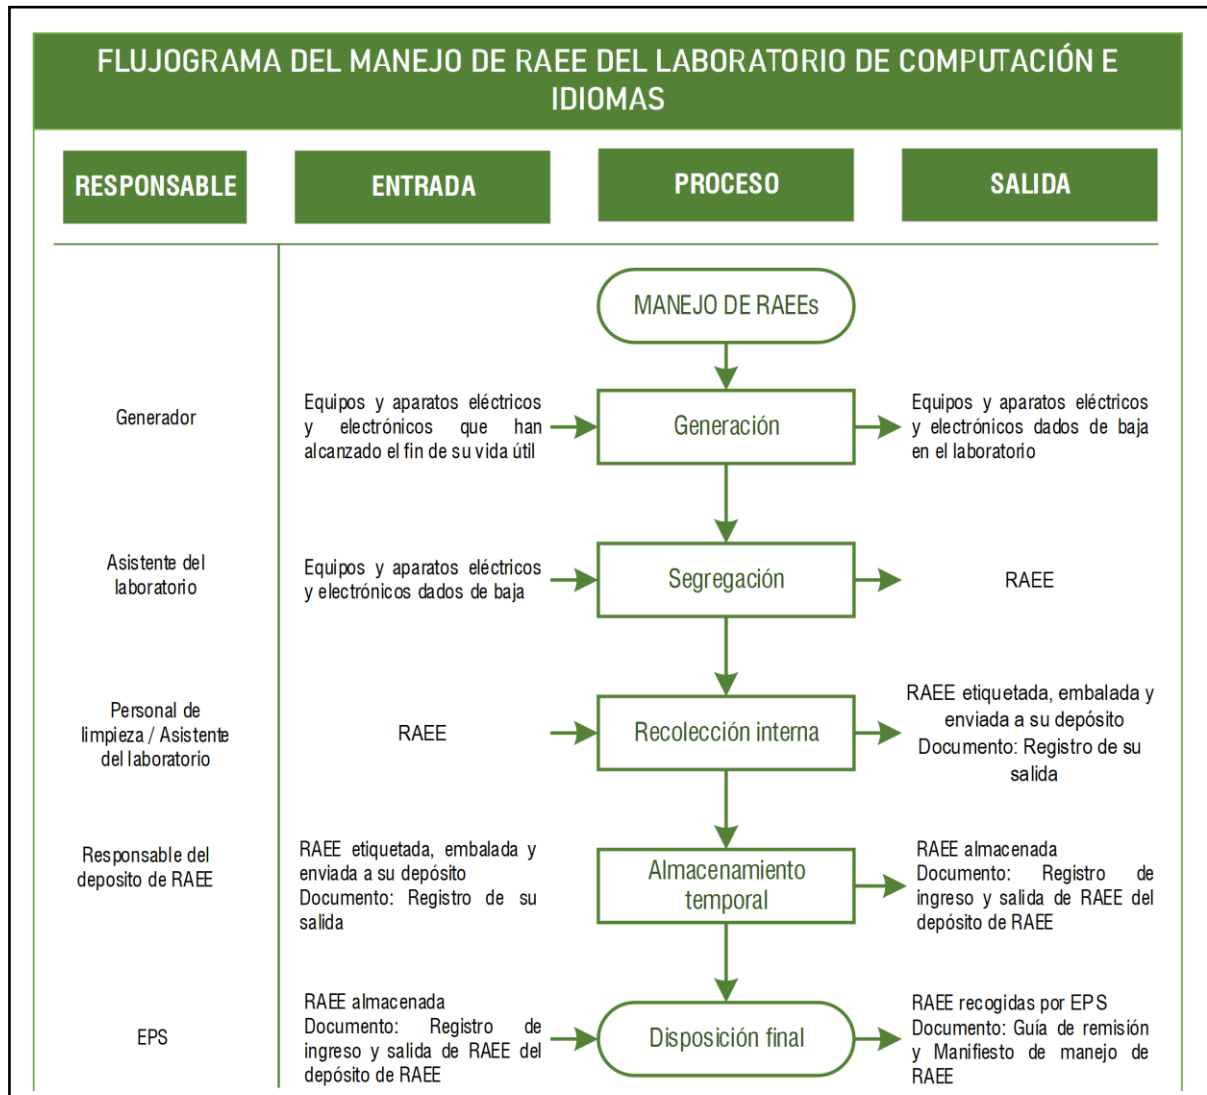 FLUJOGRAMA DEL MANEJO DE RAEE DEL LABORATORIO DE COMPUTACIÓN E
IDIOMAS
RESPONSABLE
ENTRADA
PROCESO
SALIDA
MANEJO DE RAEEs
Generador
Equipos y aparatos eléctricos
y electrónicos que han
alcanzado el fin de su vida útil
Generación
Equipos y aparatos eléctricos
y electrónicos dados de baja
en el laboratorio
Asistente del
laboratorio
Equipos y aparatos eléctricos
y electrónicos dados de baja
Segregación
RAEE
Personal de
limpieza / Asistente
del laboratorio
RAEE
Recolección interna
RAEE etiquetada, embalada y
enviada a su depósito
Documento: Registro de su
salida
Responsable del
deposito de RAEE
RAEE etiquetada, embalada y
enviada a su depósito
Documento: Registro de su
salida
Almacenamiento
temporal
RAEE almacenada
Documento: Registro de
ingreso y salida de RAEE del
depósito de RAEE
EPS
RAEE almacenada
Documento: Registro de
ingreso y salida de RAEE del
depósito de RAEE
Disposición final
RAEE recogidas por EPS
Documento: Guía de remisión
y Manifiesto de manejo de
RAEE